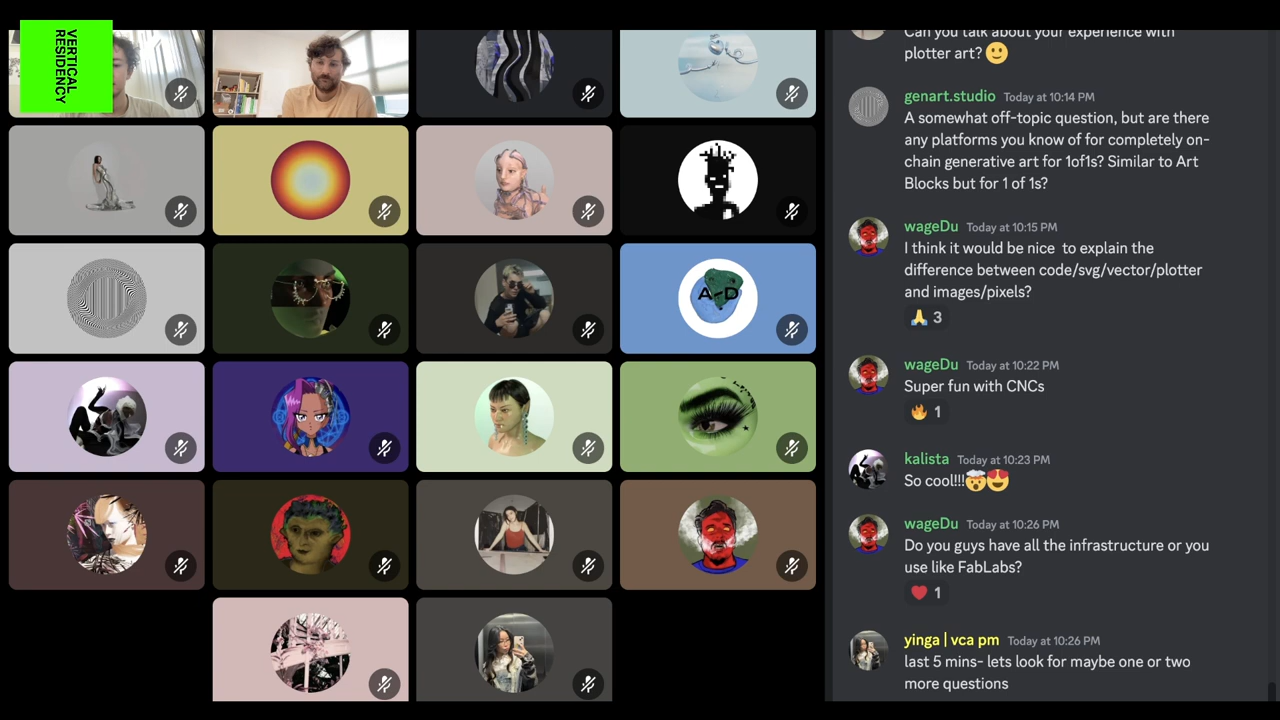 VERTICAL
RESIDENCY
A-D
Can you talk about your experience with
plotter art? 🙂
genart.studio Today at 10:14 PM
A somewhat off-topic question, but are there
any platforms you know of for completely on-
chain generative art for 1of1s? Similar to Art
Blocks but for 1 of 1s?
wageDu Today at 10:15 PM
I think it would be nice to explain the
difference between code/svg/vector/plotter
and images/pixels?
🙏 3
wageDu Today at 10:22 PM
Super fun with CNCs
🔥 1
kalista Today at 10:23 PM
So cool!!!🤯😍
wageDu Today at 10:26 PM
Do you guys have all the infrastructure or you
use like FabLabs?
❤️ 1
yinga | vca pm Today at 10:26 PM
last 5 mins- lets look for maybe one or two
more questions